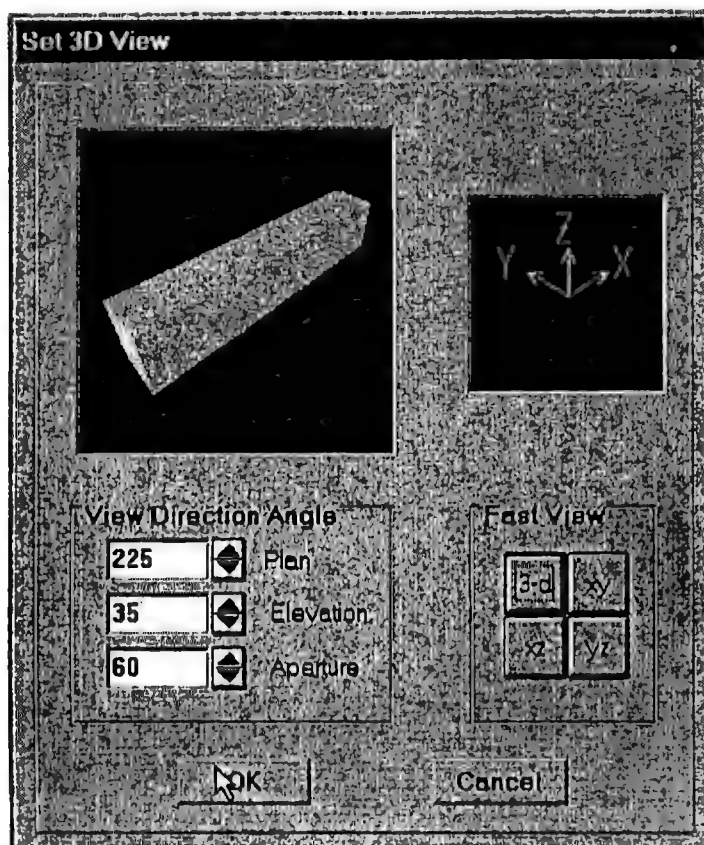 Set 3D View
Z
Y X
View Direction Angle
225 Plan
35 Elevation
60 Aperture
Fast View
3-d xy
xz yz
OK Cancel